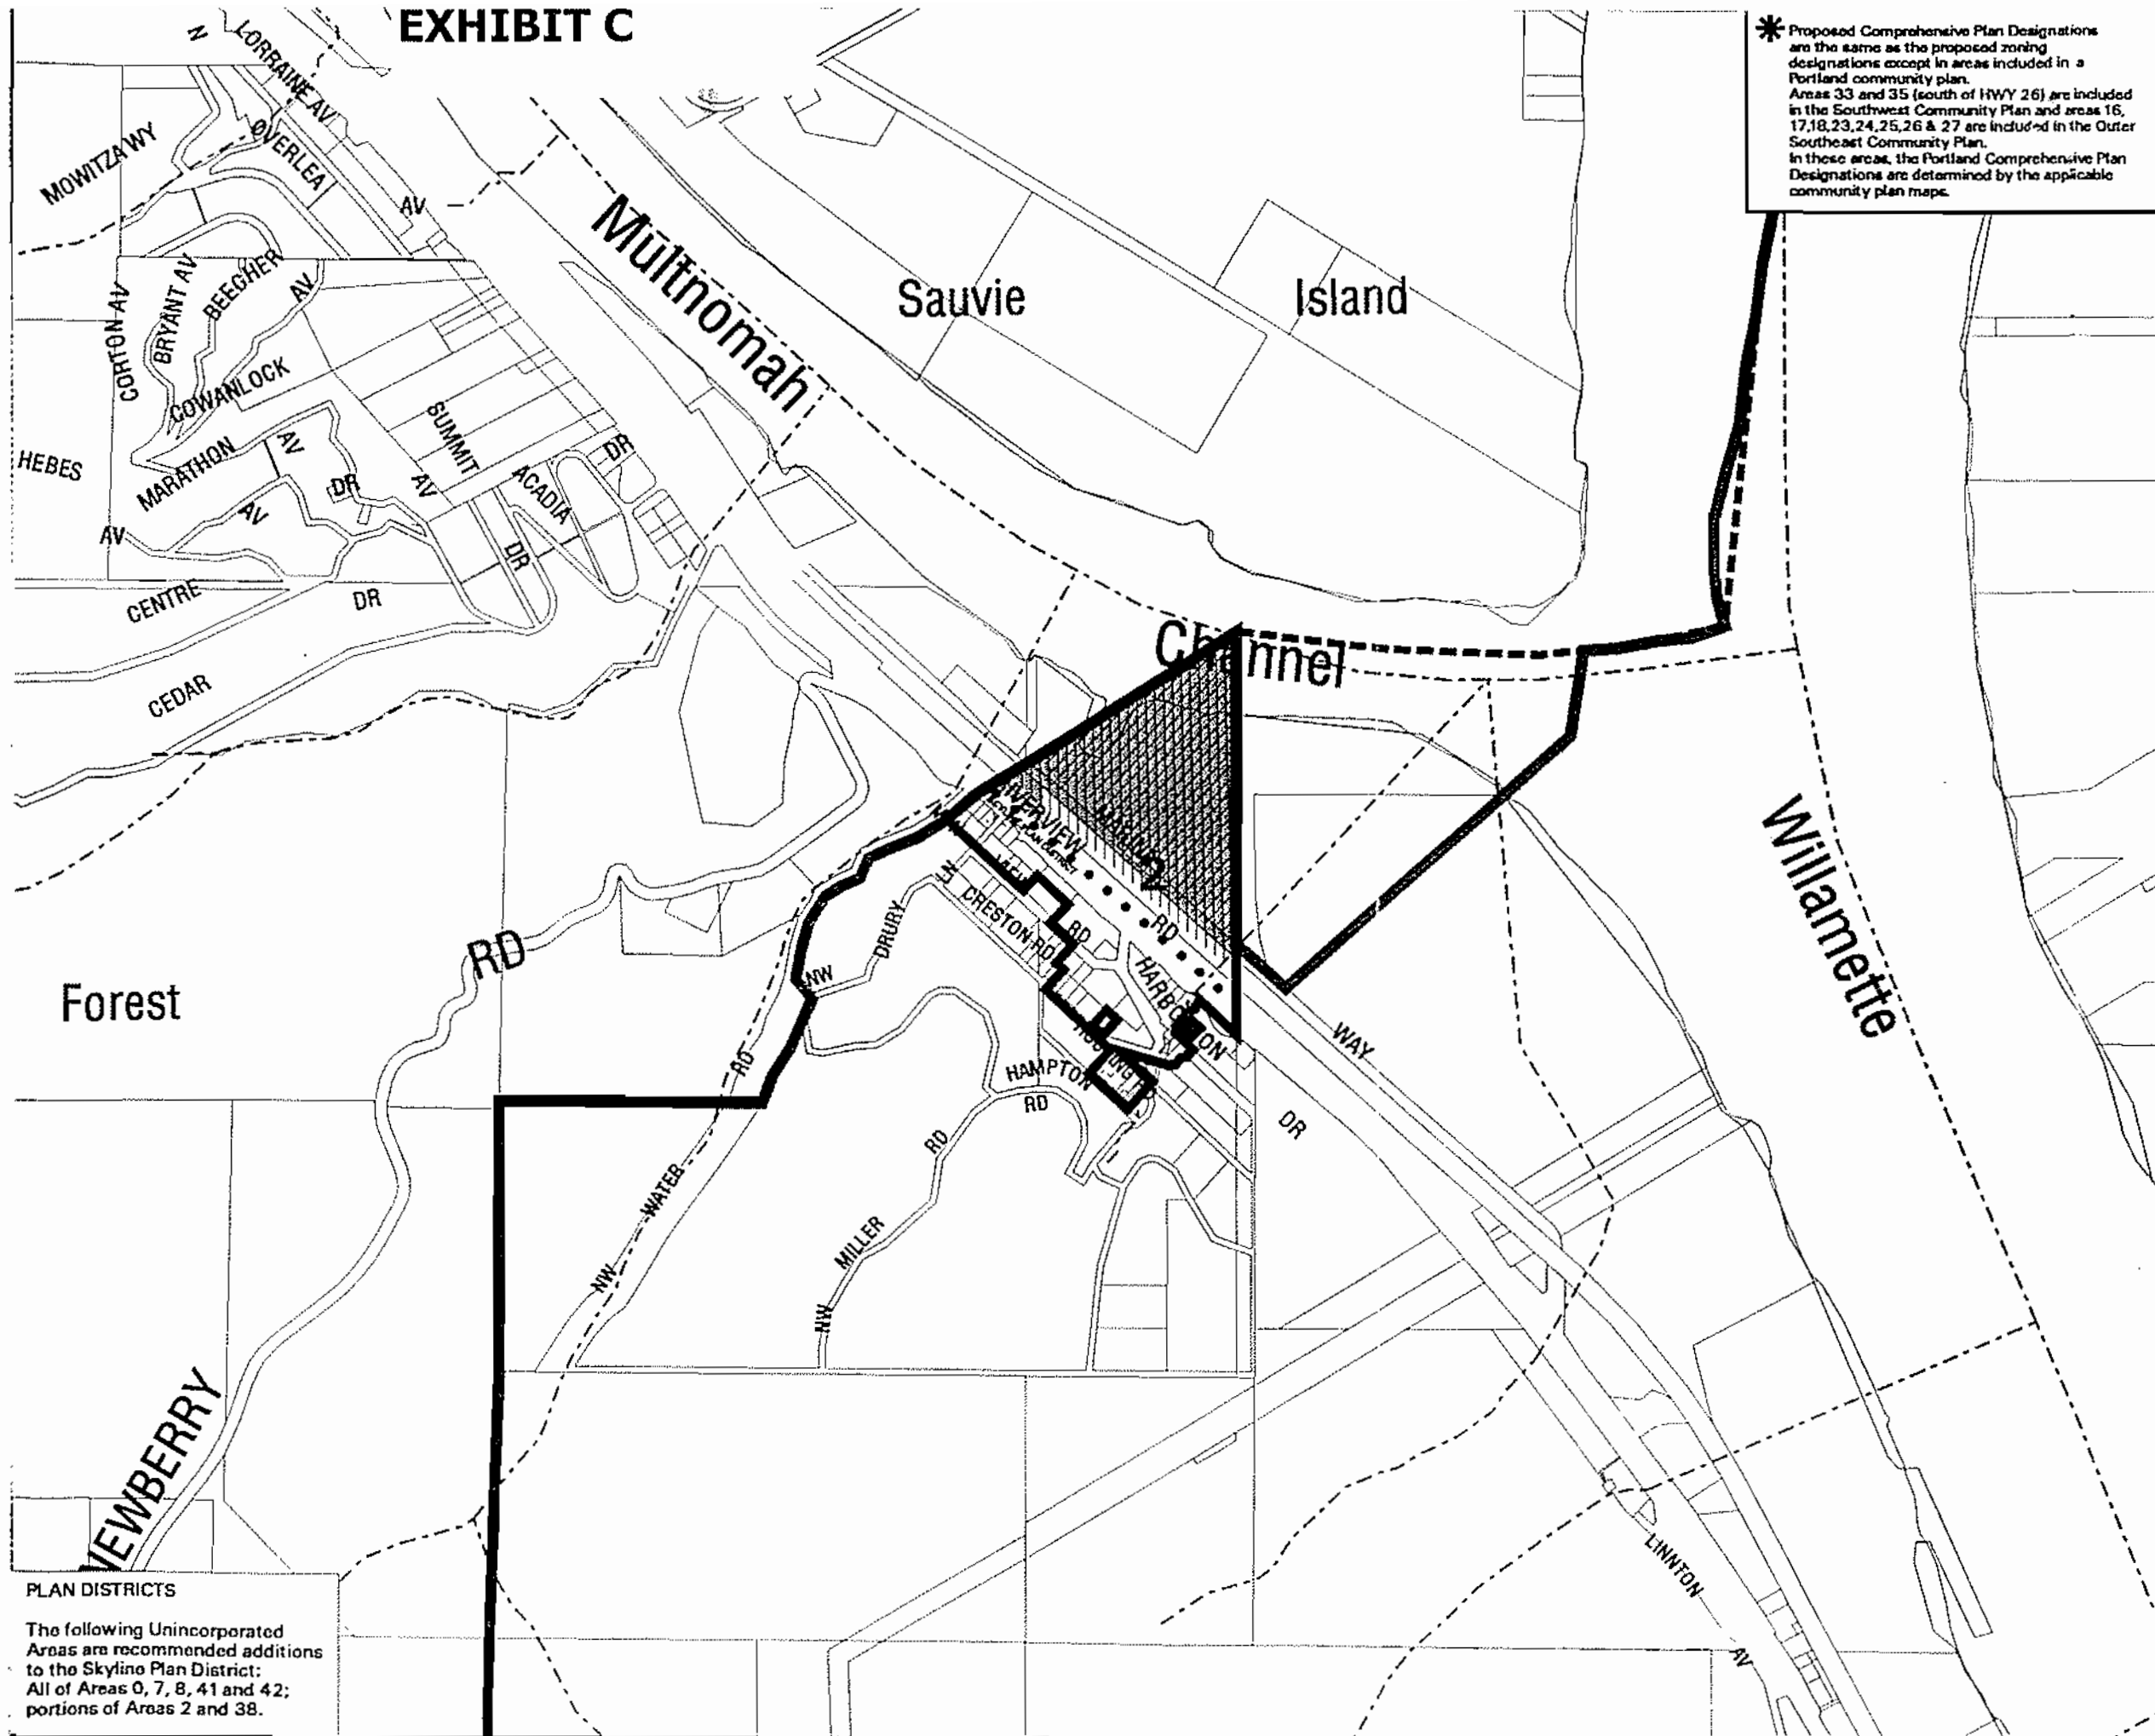 EXHIBIT C
✱ Proposed Comprehensive Plan Designations
are the same as the proposed zoning
designations except in areas included in a
Portland community plan.
Areas 33 and 35 (south of HWY 26) are included
in the Southwest Community Plan and areas 16,
17,18,23,24,25,26 & 27 are included in the Outer
Southeast Community Plan.
In these areas, the Portland Comprehensive Plan
Designations are determined by the applicable
community plan maps.
N
LORRAINE AV
MOWITZA WY
OVERLEA
AV
Multnomah
Sauvie
Island
CORTON AV
BRYANT AV
BEEGHER
AV
COWANLOCK
SUMMIT
AV
HEBES
MARATHON
AV
DR
AV
AV
ACADIA
DR
DR
CENTRE
DR
CEDAR
Channel
RIVERVIEW
VIEW
CRESTON RD
RD
RD
DRURY
NW
HARBORTON
Willamette
RD
Forest
WAY
RD
HAMPTON
RD
DR
NW
WATER
RD
MILLER
NW
NEWBERRY
LINNTON
AV
PLAN DISTRICTS
The following Unincorporated
Areas are recommended additions
to the Skyline Plan District:
All of Areas 0, 7, 8, 41 and 42;
portions of Areas 2 and 38.